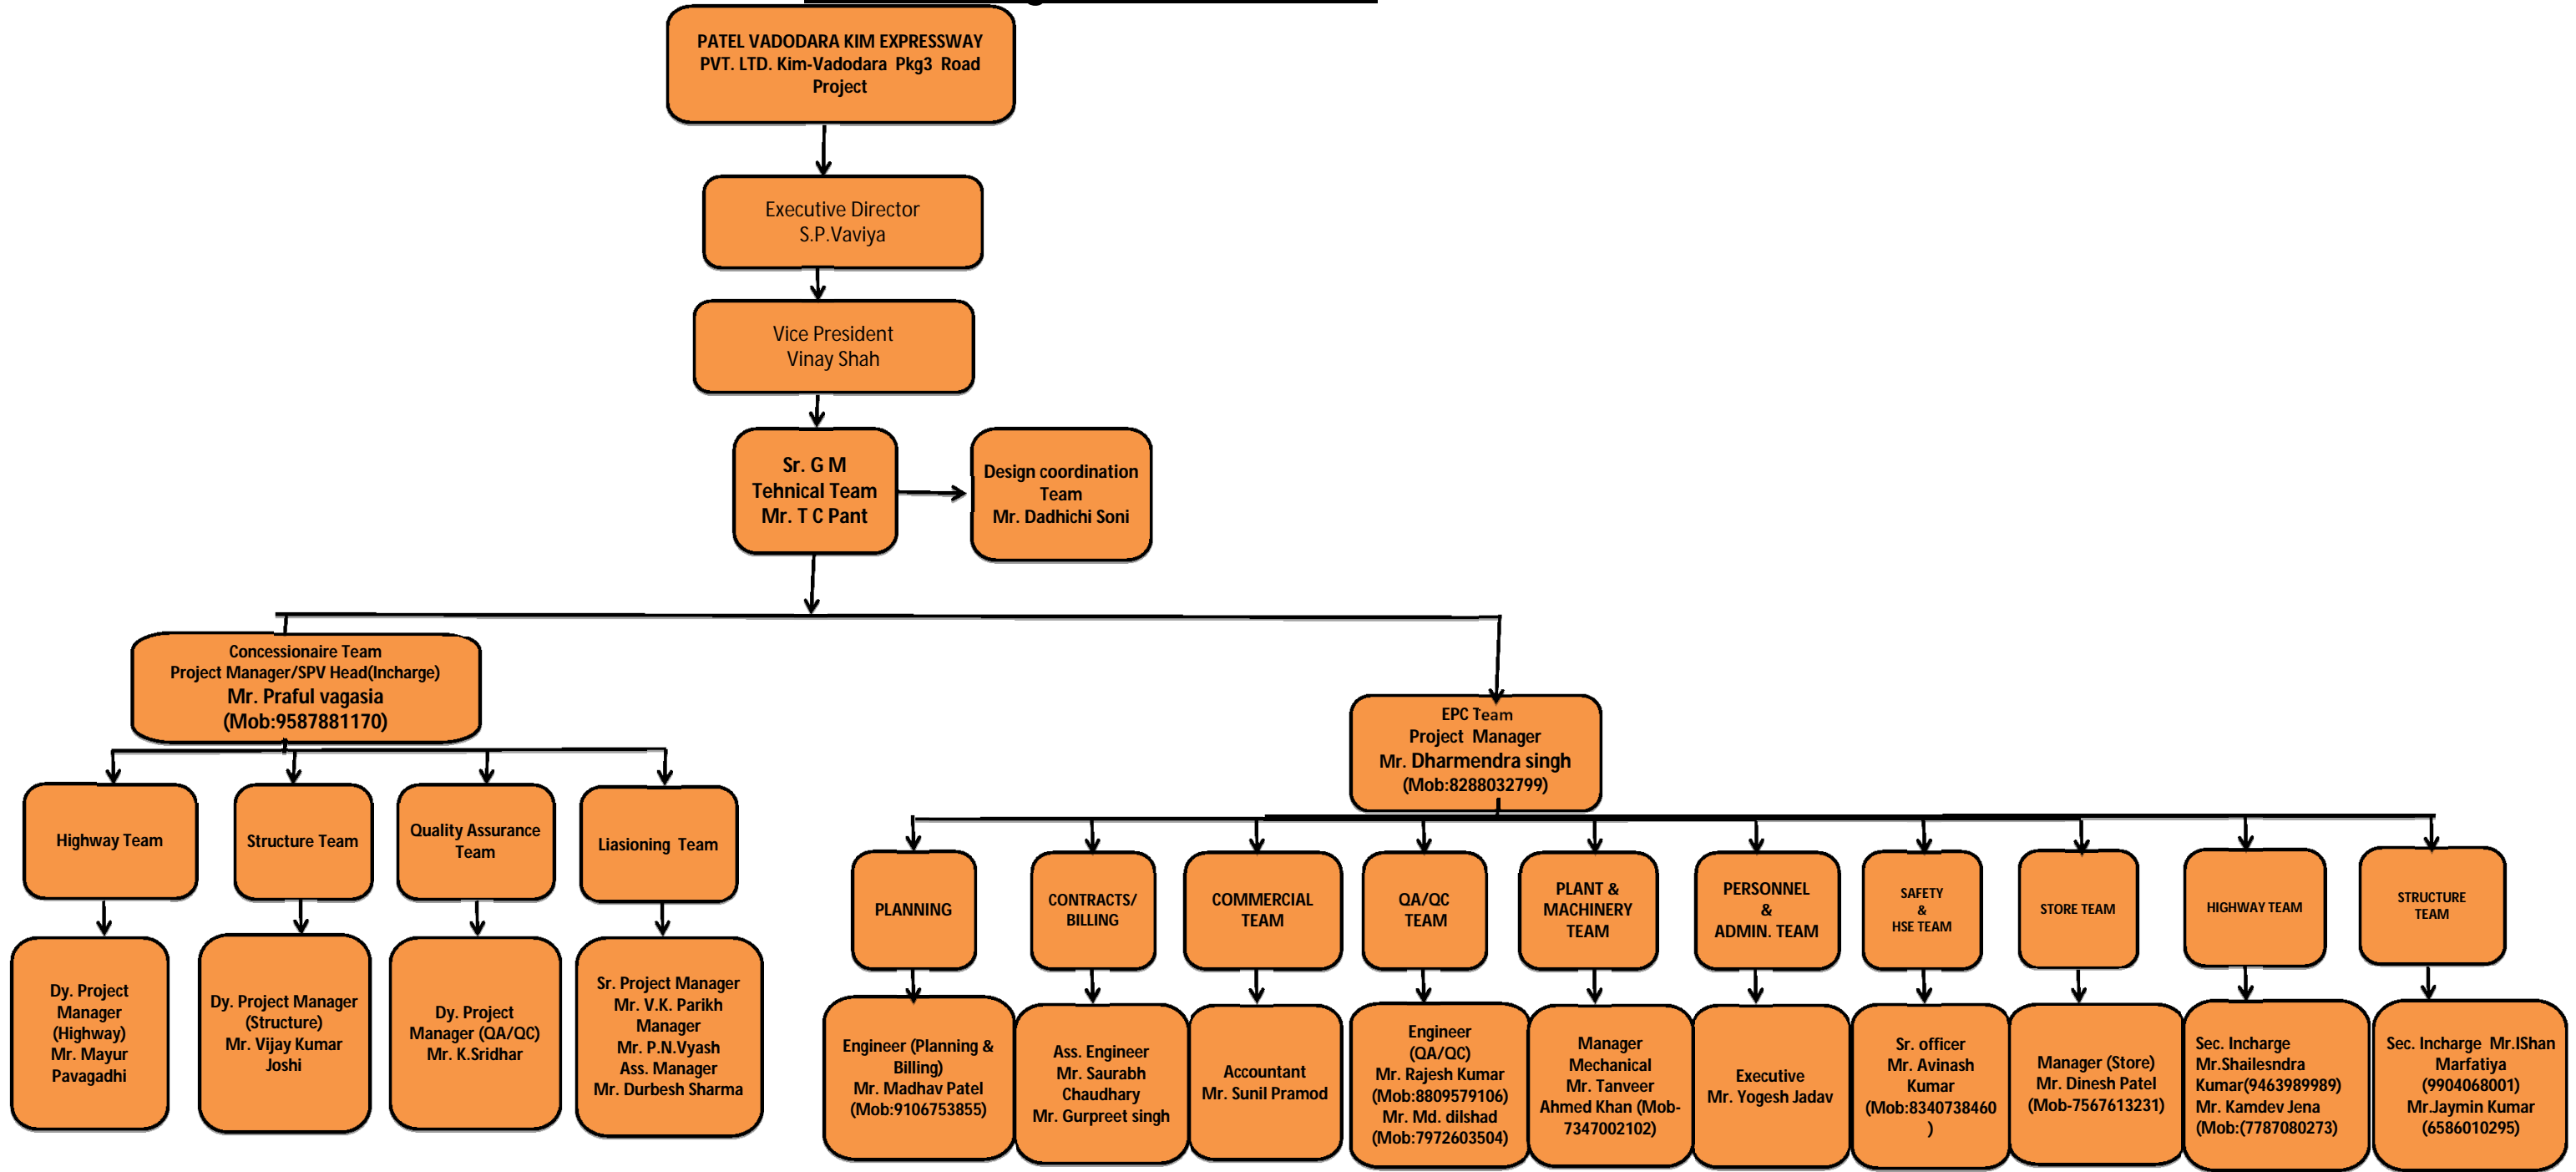 PATEL VADODARA KIM EXPRESSWAY
PVT. LTD. Kim-Vadodara Pkg3 Road
Project
Executive Director
S.P.Vaviya
Vice President
Vinay Shah
Sr. G M
Tehnical Team
Mr. T C Pant
Design coordination
Team
Mr. Dadhichi Soni
Concessionaire Team
Project Manager/SPV Head(Incharge)
Mr. Praful vagasia
(Mob:9587881170)
EPC Team
Project Manager
Mr. Dharmendra singh
(Mob:8288032799)
Highway Team
Structure Team
Quality Assurance
Team
Liasioning Team
Dy. Project
Manager
(Highway)
Mr. Mayur
Pavagadhi
Dy. Project Manager
(Structure)
Mr. Vijay Kumar
Joshi
Dy. Project
Manager (QA/QC)
Mr. K.Sridhar
Sr. Project Manager
Mr. V.K. Parikh
Manager
Mr. P.N.Vyash
Ass. Manager
Mr. Durbesh Sharma
PLANNING
CONTRACTS/
BILLING
COMMERCIAL
TEAM
QA/QC
TEAM
PLANT &
MACHINERY
TEAM
PERSONNEL
&
ADMIN. TEAM
SAFETY
&
HSE TEAM
STORE TEAM
HIGHWAY TEAM
STRUCTURE
TEAM
Engineer (Planning &
Billing)
Mr. Madhav Patel
(Mob:9106753855)
Ass. Engineer
Mr. Saurabh
Chaudhary
Mr. Gurpreet singh
Accountant
Mr. Sunil Pramod
Engineer
(QA/QC)
Mr. Rajesh Kumar
(Mob:8809579106)
Mr. Md. dilshad
(Mob:7972603504)
Manager
Mechanical
Mr. Tanveer
Ahmed Khan (Mob-
7347002102)
Executive
Mr. Yogesh Jadav
Sr. officer
Mr. Avinash
Kumar
(Mob:8340738460
)
Manager (Store)
Mr. Dinesh Patel
(Mob-7567613231)
Sec. Incharge
Mr.Shailesndra
Kumar(9463989989)
Mr. Kamdev Jena
(Mob:(7787080273)
Sec. Incharge Mr.IShan
Marfatiya
(9904068001)
Mr.Jaymin Kumar
(6586010295)